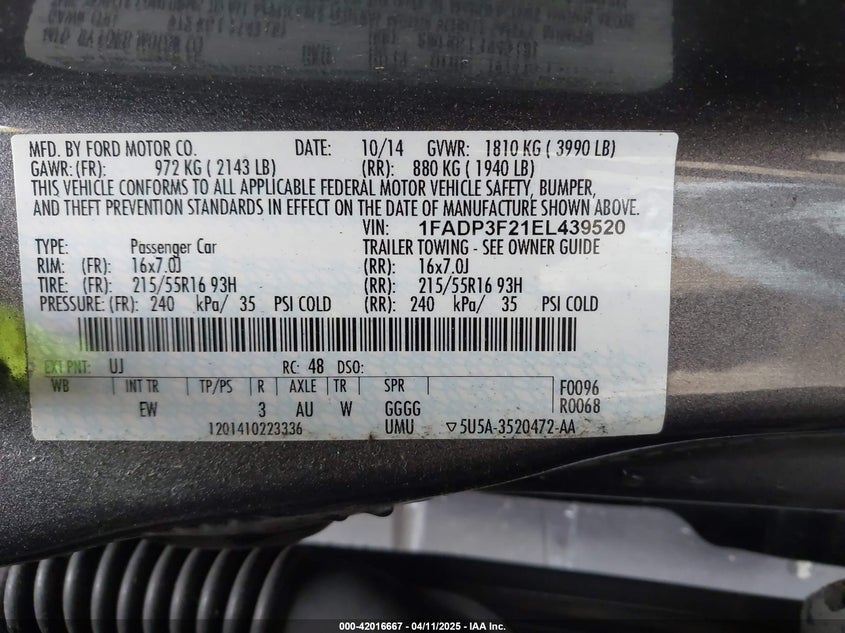 MFD. BY FORD MOTOR CO. DATE: 10/14 GVWR: 1810 KG ( 3990 LB)
GAWR: (FR): 972 KG ( 2143 LB) (RR): 880 KG ( 1940 LB)
THIS VEHICLE CONFORMS TO ALL APPLICABLE FEDERAL MOTOR VEHICLE SAFETY, BUMPER,
AND THEFT PREVENTION STANDARDS IN EFFECT ON THE DATE OF MANUFACTURE SHOWN ABOVE.
VIN: 1FADP3F21EL439520
TYPE: Passenger Car TRAILER TOWING - SEE OWNER GUIDE
RIM: (FR): 16x7.0J (RR): 16x7.0J
TIRE: (FR): 215/55R16 93H (RR): 215/55R16 93H
PRESSURE: (FR): 240 kPa/ 35 PSI COLD (RR): 240 kPa/ 35 PSI COLD
EXT PNT: UJ RC: 48 DSO:
WB INT TR TP/PS R AXLE TR SPR F0096
EW 3 AU W GGGG R0068
1201410223336 UMU ▽5U5A-3520472-AA
000-42016667 - 04/11/2025 - IAA Inc.